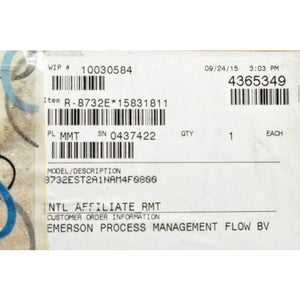 WIP # 10030584 09/24/15 3:03 PM
4365349
Item R-8732E*15831811
PL MMT SN 0437422 QTY 1 EACH
MODEL/DESCRIPTION
8732EST2A1NAM4F0800
INTL AFFILIATE RMT
CUSTOMER ORDER INFORMATION
EMERSON PROCESS MANAGEMENT FLOW BV